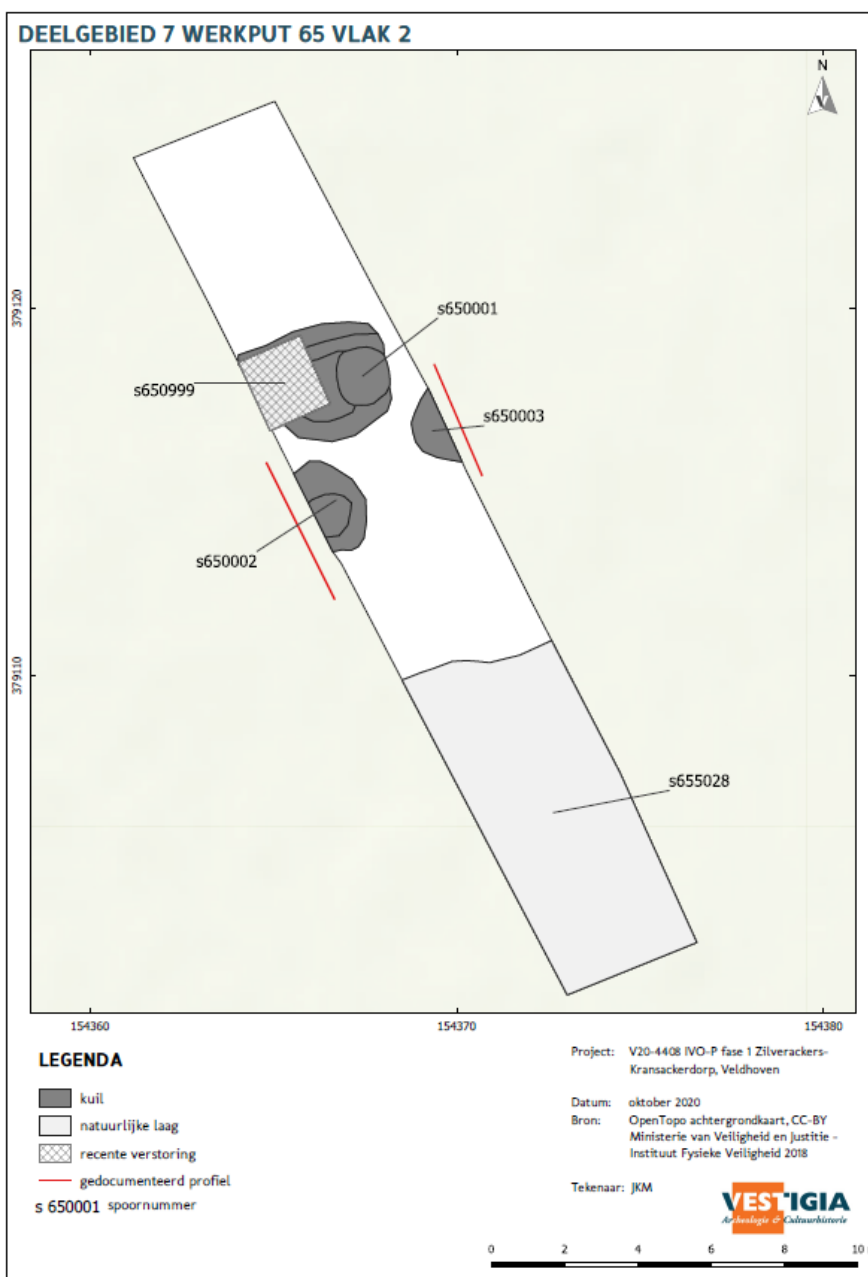 DEELGEBIED 7 WERKPUT 65 VLAK 2
N
379120
s650001
s650999
s650003
s650002
379110
s655028
154360
154370
154380
LEGENDA
kuil
natuurlijke laag
recente verstoring
gedocumenteerd profiel
s 650001 spoornummer
Project: V20-4408 IVO-P fase 1 Zilverackers-
Kransackerdorp, Veldhoven
Datum: oktober 2020
Bron: OpenTopo achtergrondkaart, CC-BY
Ministerie van Veiligheid en Justitie -
Instituut Fysieke Veiligheid 2018
Tekenaar: JKM
VESTIGIA
Archeologie & Cultuurhistorie
0 2 4 6 8 10